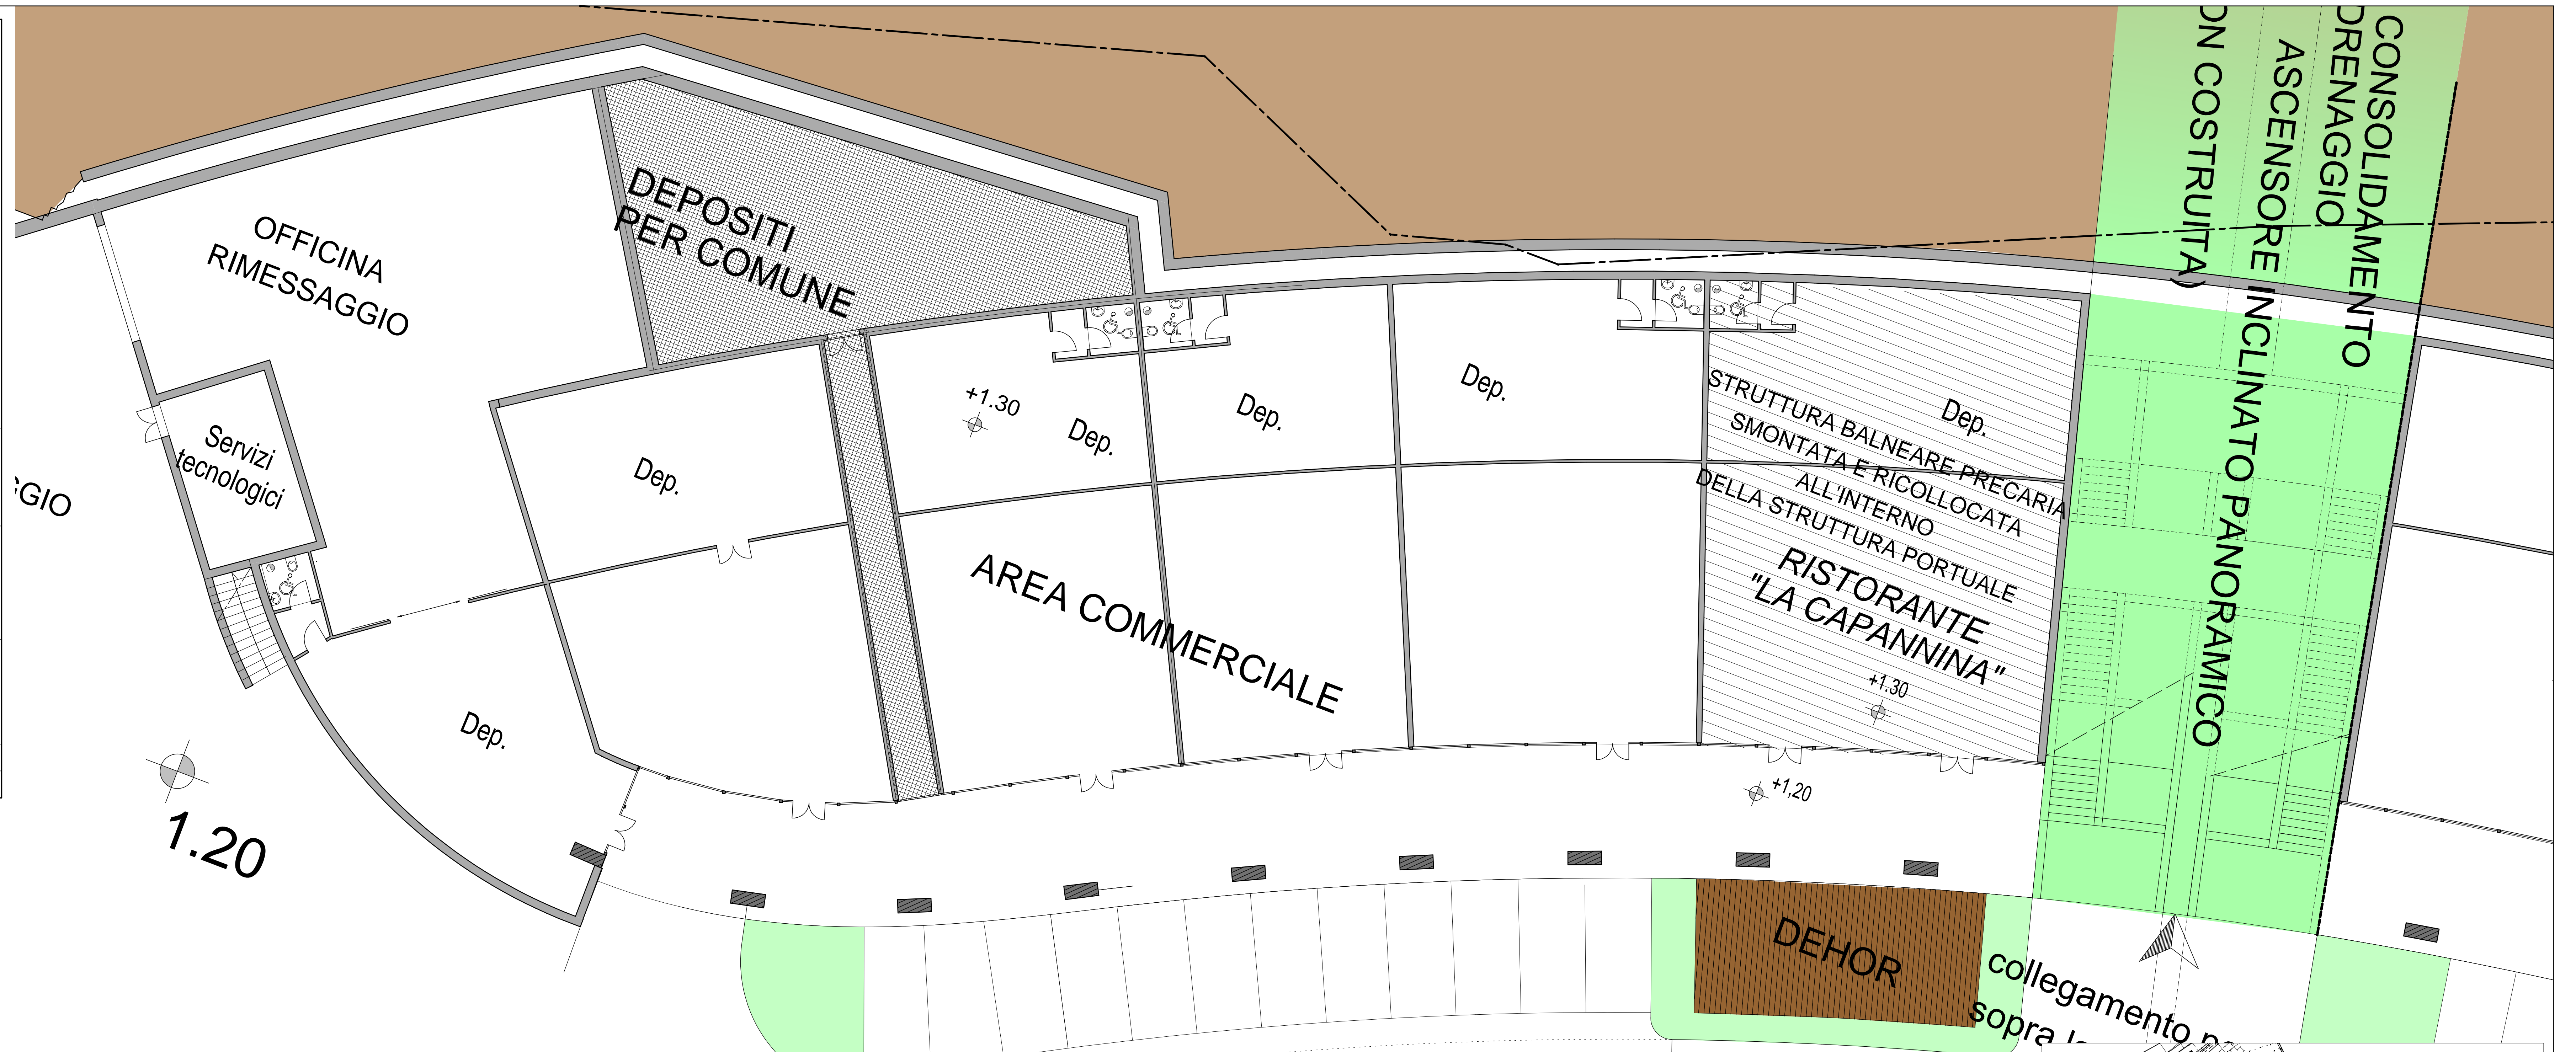 OFFICINA
RIMESSAGGIO
DEPOSITI
PER COMUNE
Servizi
tecnologici
GGIO
1.20
Dep.
Dep.
+1.30
Dep.
Dep.
Dep.
Dep.
AREA COMMERCIALE
STRUTTURA BALNEARE PRECARIA
SMONTATA E RICOLLOCATA
ALL'INTERNO
DELLA STRUTTURA PORTUALE
RISTORANTE
"LA CAPANNINA"
+1.30
+1,20
DEHOR
CONSOLIDAMENTO
DRENAGGIO
ASCENSORE INCLINATO PANORAMICO
ON COSTRUITA)
collegamento
sopra